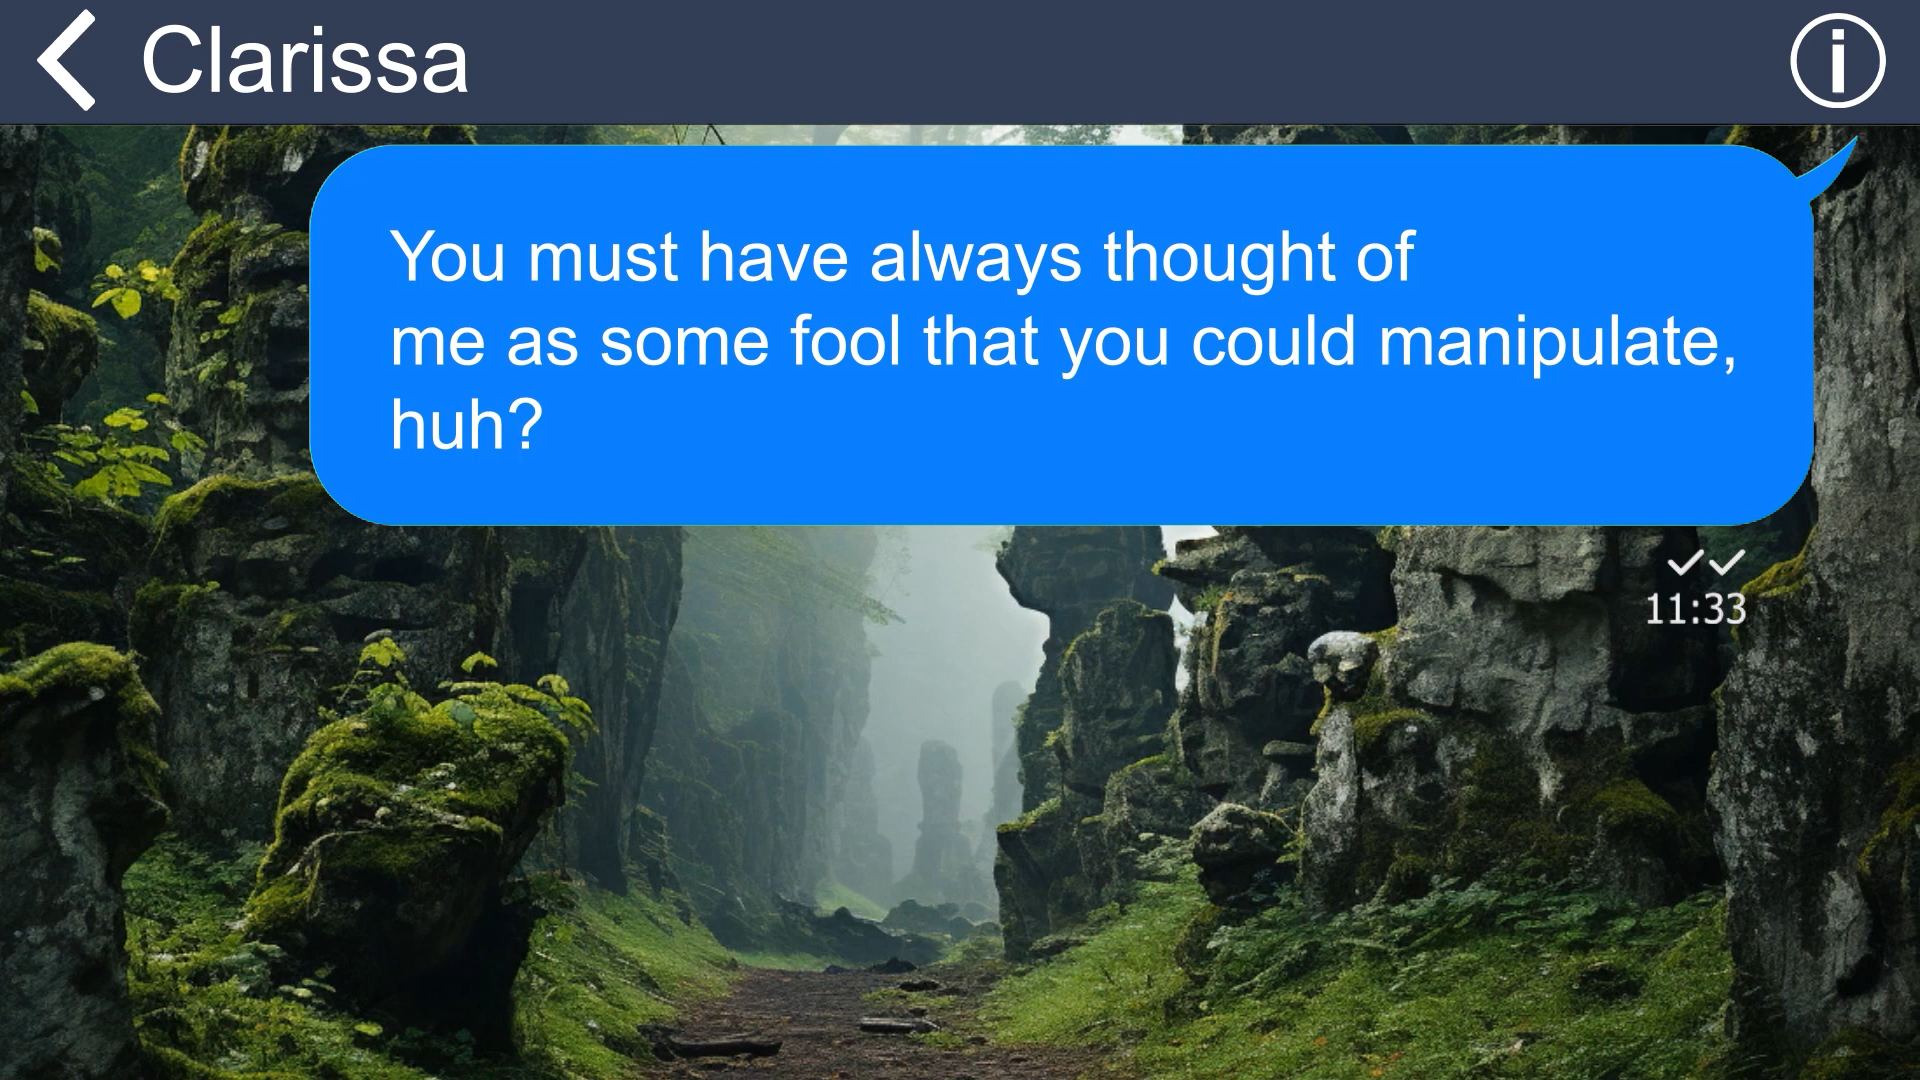 Clarissa
You must have always thought of
me as some fool that you could manipulate,
huh?
11:33